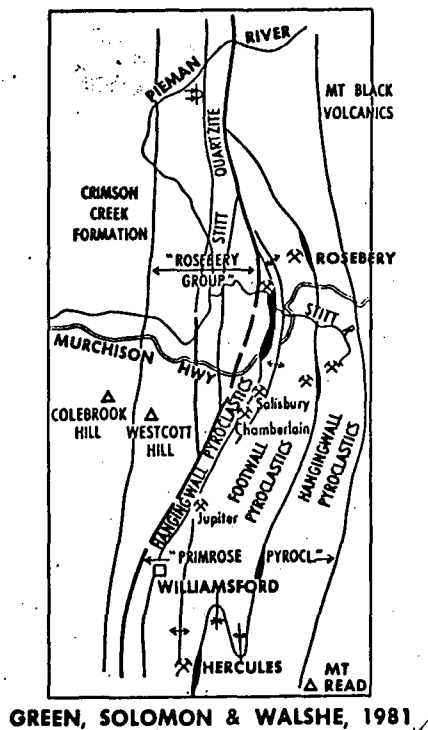 PIEMAN RIVER
MT BLACK
VOLCANICS
STITT QUARTZITE
CRIMSON
CREEK
FORMATION
"ROSEBERY
GROUP"
ROSEBERY
STITT R
MURCHISON HWY
COLEBROOK
HILL
WESTCOTT
HILL
Salisbury
Chamberlain
HANGINGWALL PYROCLASTICS
FOOTWALL
PYROCLASTICS
HANGINGWALL
PYROCLASTICS
Jupiter
"PRIMROSE PYROCL."
WILLIAMSFORD
HERCULES
MT
READ
GREEN, SOLOMON & WALSHE, 1981